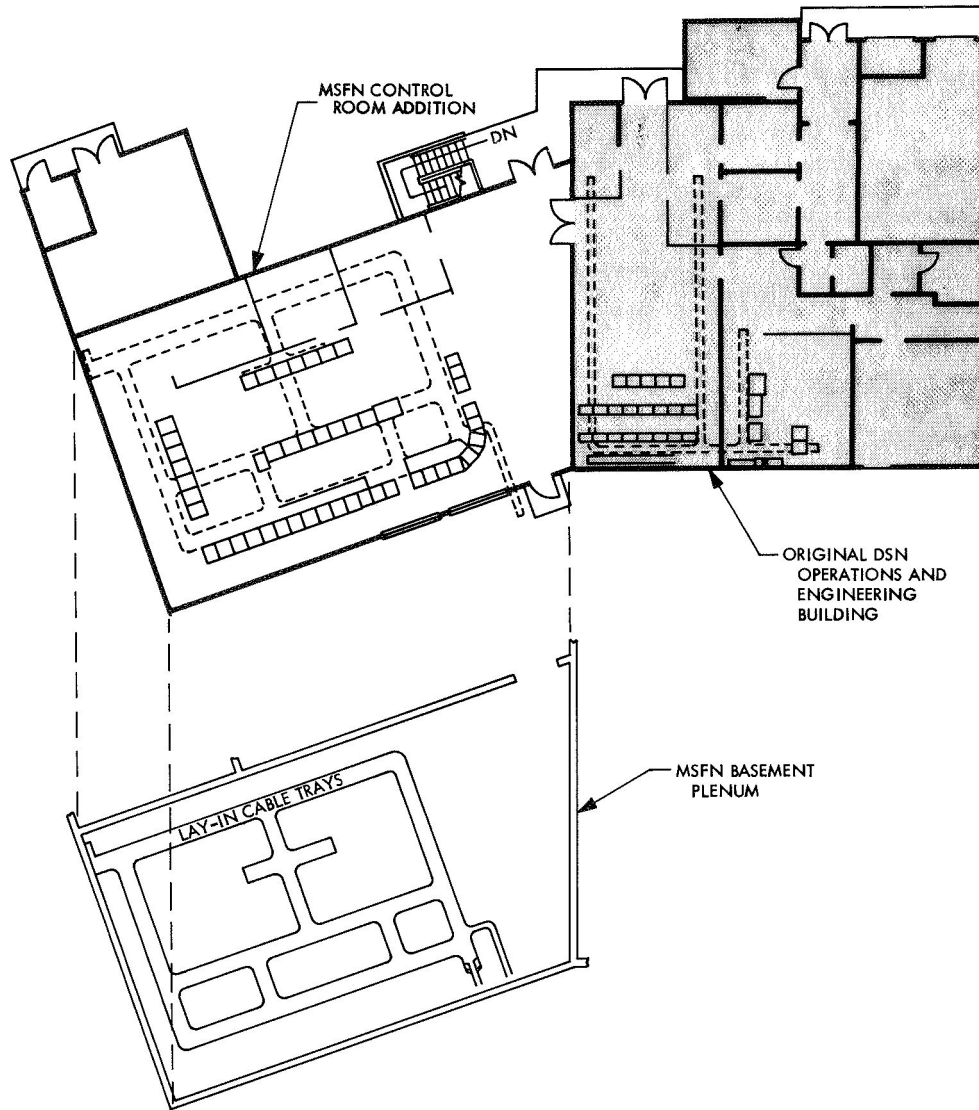 MSFN CONTROL
ROOM ADDITION
DN
ORIGINAL DSN
OPERATIONS AND
ENGINEERING
BUILDING
MSFN BASEMENT
PLENUM
LAY-IN CABLE TRAYS